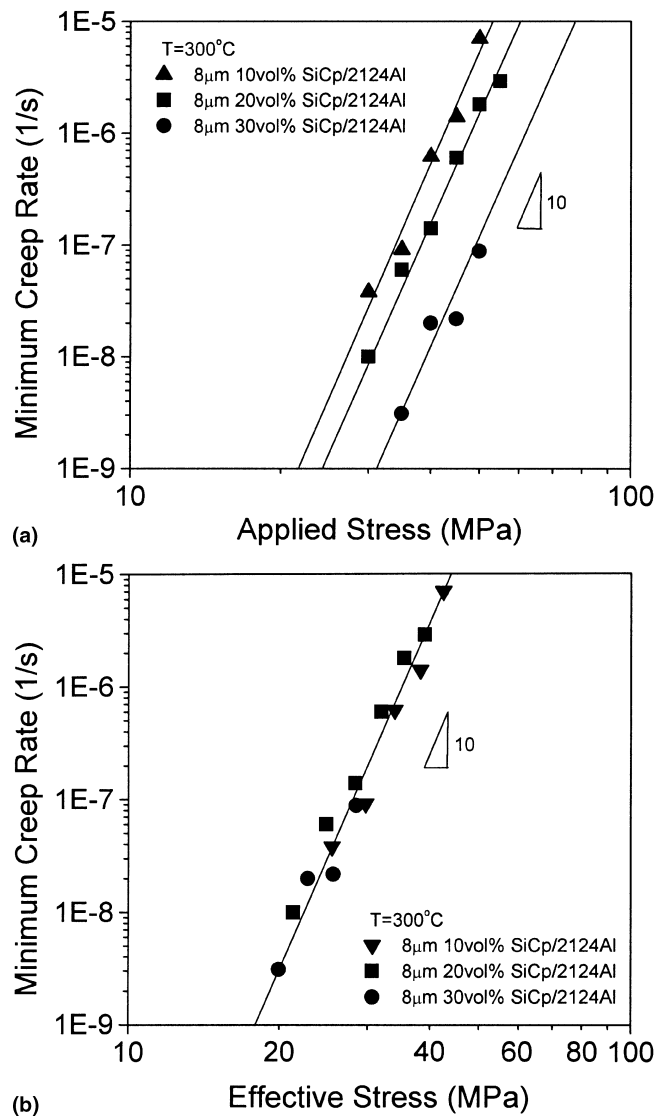 1E-5
1E-6
1E-7
1E-8
1E-9
Minimum Creep Rate (1/s)
T=300°C
8μm 10vol% SiCp/2124Al
8μm 20vol% SiCp/2124Al
8μm 30vol% SiCp/2124Al
10
10
100
Applied Stress (MPa)
(a)
1E-5
1E-6
1E-7
1E-8
1E-9
Minimum Creep Rate (1/s)
10
T=300°C
8μm 10vol% SiCp/2124Al
8μm 20vol% SiCp/2124Al
8μm 30vol% SiCp/2124Al
10
20
40
60
80
100
Effective Stress (MPa)
(b)